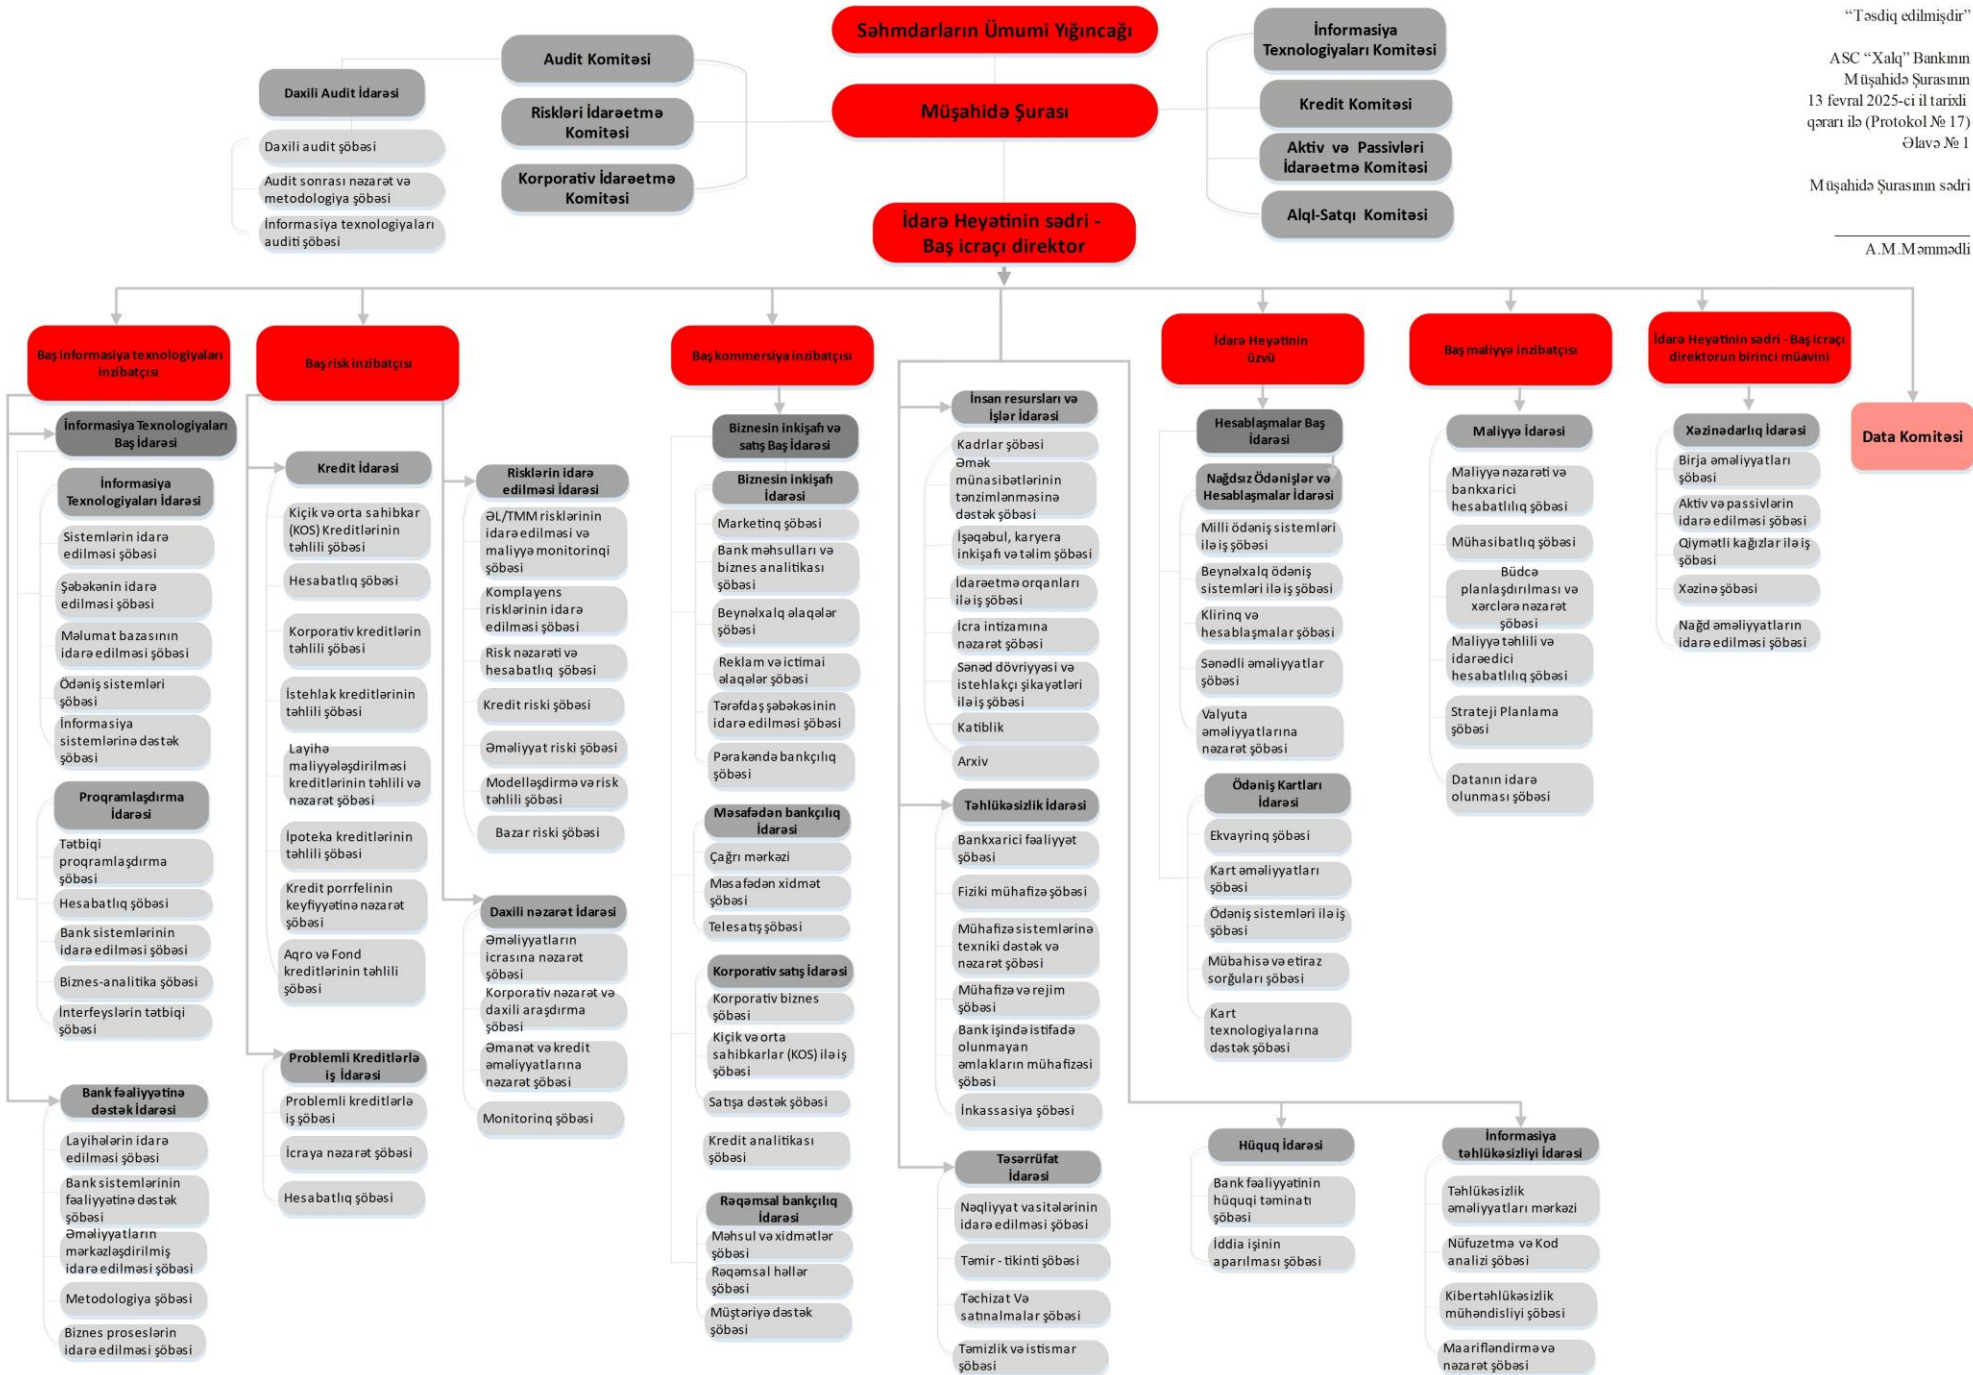 Səhmdarların Ümumi Yığıncağı
Müşahidə Şurası
İdarə Heyətinin sədri -
Baş icraçı direktor
“Təsdiq edilmişdir”
ASC “Xalq” Bankının
Müşahidə Şurasının
13 fevral 2025-ci il tarixli
qərarı ilə (Protokol № 17)
Əlavə № 1
Müşahidə Şurasının sədri
A.M.Məmmədli
Audit Komitəsi
Riskləri İdarəetmə
Komitəsi
Korporativ İdarəetmə
Komitəsi
Daxili Audit İdarəsi
Daxili audit şöbəsi
Audit sonrası nəzarət və
metodologiya şöbəsi
İnformasiya texnologiyaları
auditi şöbəsi
İnformasiya
Texnologiyaları Komitəsi
Kredit Komitəsi
Aktiv və Passivləri
İdarəetmə Komitəsi
Alql-Satqı Komitəsi
Baş informasiya texnologiyaları
inzibatçısı
İnformasiya Texnologiyaları
Baş İdarəsi
İnformasiya
Texnologiyaları İdarəsi
Sistemlərin idarə
edilməsi şöbəsi
Şəbəkənin idarə
edilməsi şöbəsi
Məlumat bazasının
idarə edilməsi şöbəsi
Ödəniş sistemləri
şöbəsi
İnformasiya
sistemlərinə dəstək
şöbəsi
Proqramlaşdırma
İdarəsi
Tətbiqi
proqramlaşdırma
şöbəsi
Hesabatlıq şöbəsi
Bank sistemlərinin
idarə edilməsi şöbəsi
Biznes-analitika şöbəsi
İnterfeyslərin tətbiqi
şöbəsi
Bank fəaliyyətinə
dəstək İdarəsi
Layihələrin idarə
edilməsi şöbəsi
Bank sistemlərinin
fəaliyyətinə dəstək
şöbəsi
Əməliyyatların
mərkəzləşdirilmiş
idarə edilməsi şöbəsi
Metodologiya şöbəsi
Biznes proseslərin
idarə edilməsi şöbəsi
Baş risk inzibatçısı
Kredit İdarəsi
Kiçik və orta sahibkar
(KOS) Kreditlərinin
təhlili şöbəsi
Hesabatlıq şöbəsi
Korporativ kreditlərin
təhlili şöbəsi
İstehlak kreditlərinin
təhlili şöbəsi
Layihə
maliyyələşdirilməsi
kreditlərinin təhlili və
nəzarət şöbəsi
İpoteka kreditlərinin
təhlili şöbəsi
Kredit porrfelinin
keyfiyyətinə nəzarət
şöbəsi
Aqro və Fond
kreditlərinin təhlili
şöbəsi
Problemli Kreditlərlə
iş İdarəsi
Problemli kreditlərlə
iş şöbəsi
İcraya nəzarət şöbəsi
Hesabatlıq şöbəsi
Risklərin idarə
edilməsi İdarəsi
ƏL/TMM risklərinin
idarə edilməsi və
maliyyə monitorinqi
şöbəsi
Komplayens
risklərinin idarə
edilməsi şöbəsi
Risk nəzarəti və
hesabatlıq şöbəsi
Kredit riski şöbəsi
Əməliyyat riski şöbəsi
Modelləşdirmə və risk
təhlili şöbəsi
Bazar riski şöbəsi
Daxili nəzarət İdarəsi
Əməliyyatların
icrasına nəzarət
şöbəsi
Korporativ nəzarət və
daxili araşdırma
şöbəsi
Əmanət və kredit
əməliyyatlarına
nəzarət şöbəsi
Monitorinq şöbəsi
Baş kommersiya inzibatçısı
Biznesin inkişafı və
satış Baş İdarəsi
Biznesin inkişafı
İdarəsi
Marketinq şöbəsi
Bank məhsulları və
biznes analitikası
şöbəsi
Beynəlxalq əlaqələr
şöbəsi
Reklam və ictimai
əlaqələr şöbəsi
Tərəfdaş şəbəkəsinin
idarə edilməsi şöbəsi
Pərakəndə bankçılıq
şöbəsi
Məsafədən bankçılıq
İdarəsi
Çağrı mərkəzi
Məsafədən xidmət
şöbəsi
Telesatış şöbəsi
Korporativ satış İdarəsi
Korporativ biznes
şöbəsi
Kiçik və orta
sahibkarlar (KOS) ilə iş
şöbəsi
Satışa dəstək şöbəsi
Kredit analitikası
şöbəsi
Rəqəmsal bankçılıq
İdarəsi
Məhsul və xidmətlər
şöbəsi
Rəqəmsal həllər
şöbəsi
Müştəriyə dəstək
şöbəsi
İnsan resursları və
İşlər İdarəsi
Kadrlar şöbəsi
Əmək
münasibətlərinin
tənzimlənməsinə
dəstək şöbəsi
İşəqəbul, karyera
inkişafı və təlim şöbəsi
İdarəetmə orqanları
ilə iş şöbəsi
İcra intizamına
nəzarət şöbəsi
Sənəd dövriyyəsi və
istehlakçı şikayətləri
ilə iş şöbəsi
Katiblik
Arxiv
Təhlükəsizlik İdarəsi
Bankxarici fəaliyyət
şöbəsi
Fiziki mühafizə şöbəsi
Mühafizə sistemlərinə
texniki dəstək və
nəzarət şöbəsi
Mühafizə və rejim
şöbəsi
Bank işində istifadə
olunmayan
əmlakların mühafizəsi
şöbəsi
İnkassasiya şöbəsi
Təsərrüfat
İdarəsi
Nəqliyyat vasitələrinin
idarə edilməsi şöbəsi
Təmir - tikinti şöbəsi
Təchizat Və
satınalmalar şöbəsi
Təmizlik və istismar
şöbəsi
İdarə Heyətinin
üzvü
Hesablaşmalar Baş
İdarəsi
Nağdsız Ödənişlər və
Hesablaşmalar İdarəsi
Milli ödəniş sistemləri
ilə iş şöbəsi
Beynəlxalq ödəniş
sistemləri ilə iş şöbəsi
Klirinq və
hesablaşmalar şöbəsi
Sənədli əməliyyatlar
şöbəsi
Valyuta
əməliyyatlarına
nəzarət şöbəsi
Ödəniş Kartları
İdarəsi
Ekvayrinq şöbəsi
Kart əməliyyatları
şöbəsi
Ödəniş sistemləri ilə iş
şöbəsi
Mübahisə və etiraz
sorğuları şöbəsi
Kart
texnologiyalarına
dəstək şöbəsi
Hüquq İdarəsi
Bank fəaliyyətinin
hüquqi təminatı
şöbəsi
İddia işinin
aparılması şöbəsi
Baş maliyyə inzibatçısı
Maliyyə İdarəsi
Maliyyə nəzarəti və
bankxarici
hesabatlılıq şöbəsi
Mühasibatlıq şöbəsi
Büdcə
planlaşdırılması və
xərclərə nəzarət
şöbəsi
Maliyyə təhlili və
idarəedici
hesabatlılıq şöbəsi
Strateji Planlama
şöbəsi
Datanın idarə
olunması şöbəsi
İnformasiya
təhlükəsizliyi İdarəsi
Təhlükəsizlik
əməliyyatları mərkəzi
Nüfuzetmə və Kod
analizi şöbəsi
Kibertəhlükəsizlik
mühəndisliyi şöbəsi
Maarifləndirmə və
nəzarət şöbəsi
İdarə Heyətinin sədri - Baş icraçı
direktorun birinci müavini
Xəzinədarlıq İdarəsi
Birja əməliyyatları
şöbəsi
Aktiv və passivlərin
idarə edilməsi şöbəsi
Qiymətli kağızlar ilə iş
şöbəsi
Xəzinə şöbəsi
Nağd əməliyyatların
idarə edilməsi şöbəsi
Data Komitəsi